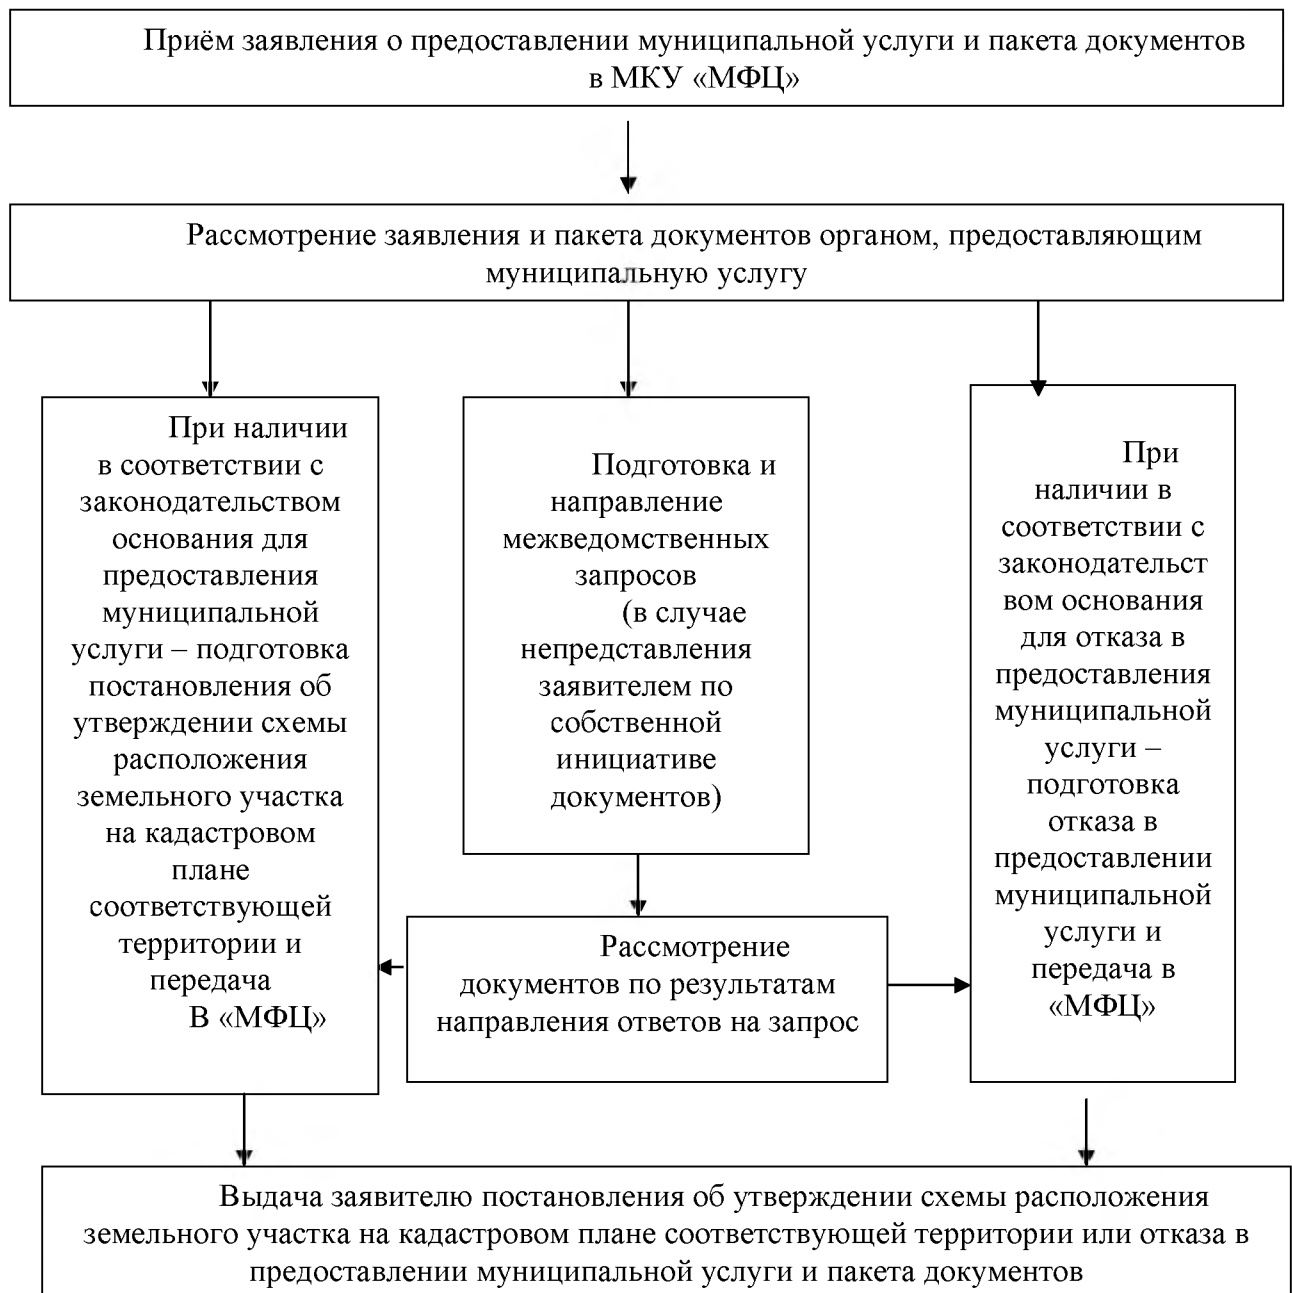 Приём заявления о предоставлении муниципальной услуги и пакета документов
в МКУ «МФЦ»
Рассмотрение заявления и пакета документов органом, предоставляющим
муниципальную услугу
При наличии
в соответствии с
законодательством
основания для
предоставления
муниципальной
услуги – подготовка
постановления об
утверждении схемы
расположения
земельного участка
на кадастровом
плане
соответствующей
территории и
передача
В «МФЦ»
Подготовка и
направление
межведомственных
запросов
(в случае
непредставления
заявителем по
собственной
инициативе
документов)
При
наличии в
соответствии с
законодательст
вом основания
для отказа в
предоставления
муниципальной
услуги –
подготовка
отказа в
предоставлении
муниципальной
услуги и
передача в
«МФЦ»
Рассмотрение
документов по результатам
направления ответов на запрос
Выдача заявителю постановления об утверждении схемы расположения
земельного участка на кадастровом плане соответствующей территории или отказа в
предоставлении муниципальной услуги и пакета документов